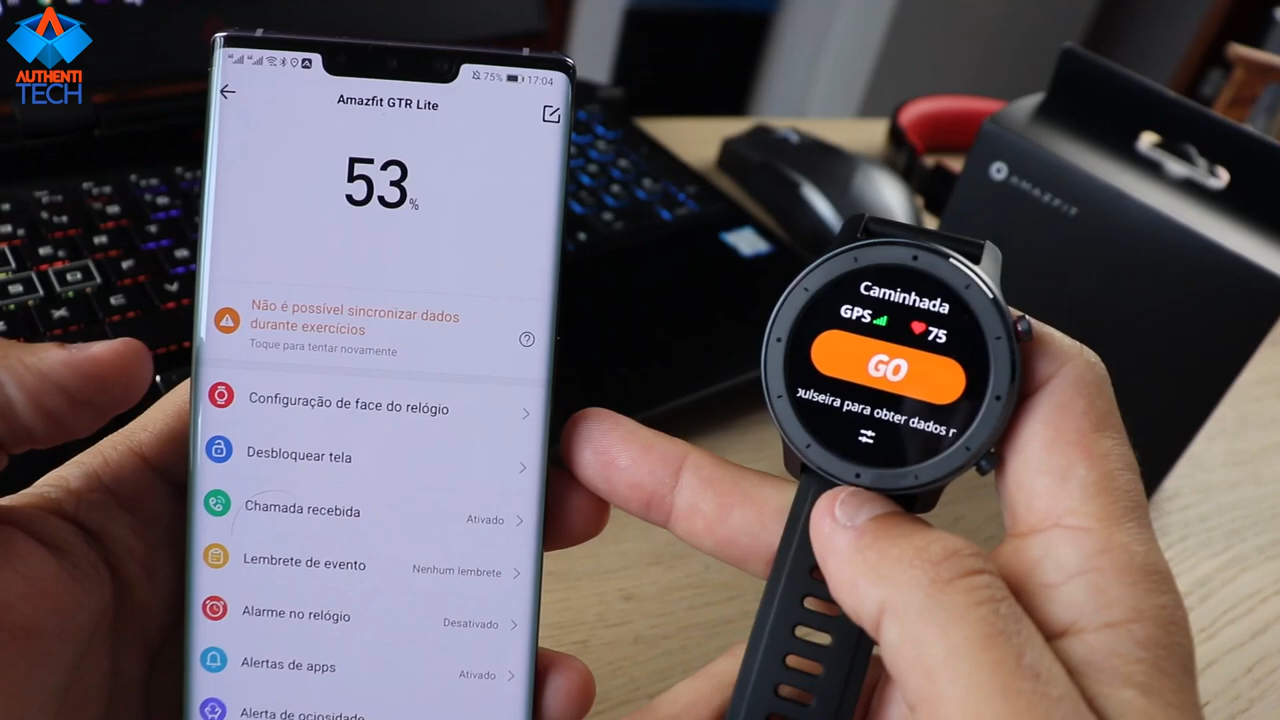 AUTHENTI
TECH
75%
17:04
Amazfit GTR Lite
53%
Não é possível sincronizar dados
durante exercícios
Toque para tentar novamente
Configuração de face do relógio
Desbloquear tela
Chamada recebida
Ativado
Lembrete de evento
Nenhum lembrete
Alarme no relógio
Desativado
Alertas de apps
Ativado
Alerta de ociosidade
Caminhada
GPS
75
GO
pulseira para obter dados r
AMAZFIT